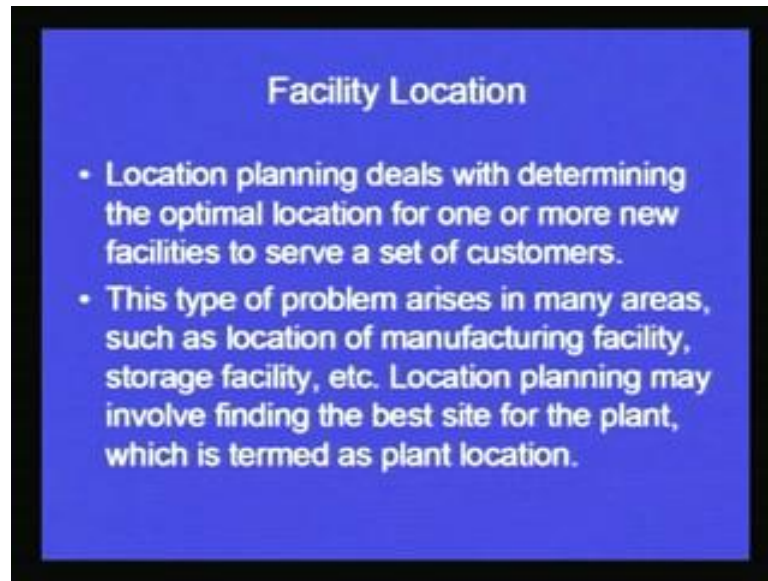 Facility Location
• Location planning deals with determining
the optimal location for one or more new
facilities to serve a set of customers.
• This type of problem arises in many areas,
such as location of manufacturing facility,
storage facility, etc. Location planning may
involve finding the best site for the plant,
which is termed as plant location.